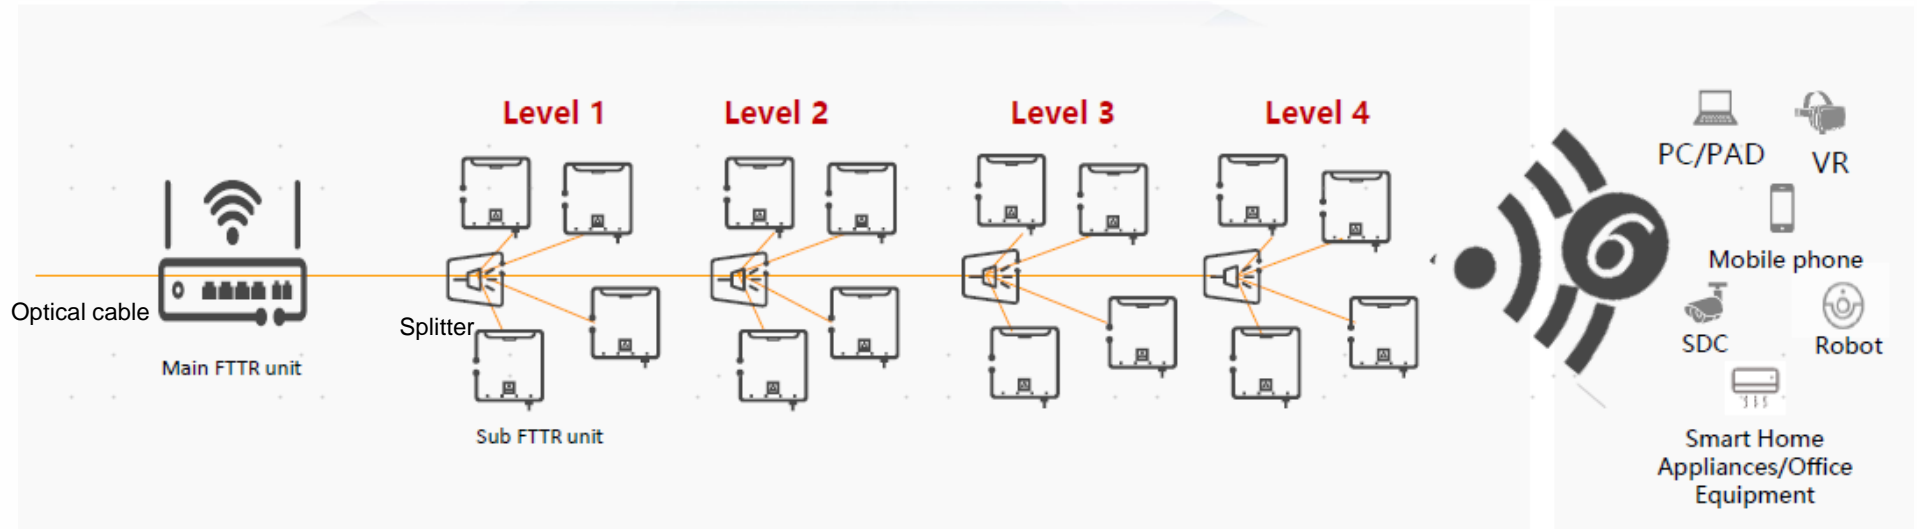 Level 1
Level 2
Level 3
Level 4
PC/PAD
VR
6
Mobile phone
Optical cable
Splitter
SDC
Robot
Main FTTR unit
Sub FTTR unit
Smart Home
Appliances/Office
Equipment